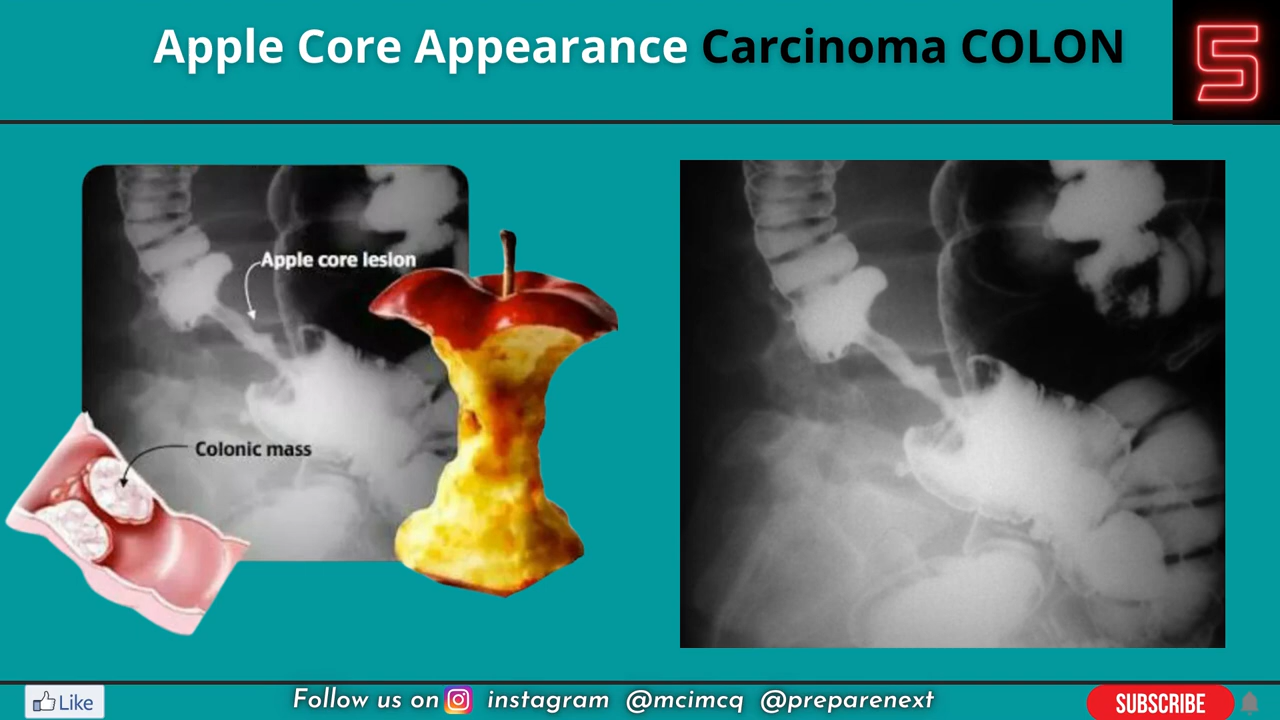 Apple Core Appearance Carcinoma COLON
5
Apple core lesion
Colonic mass
Like
Follow us on instagram @mcimcq @preparenext
SUBSCRIBE